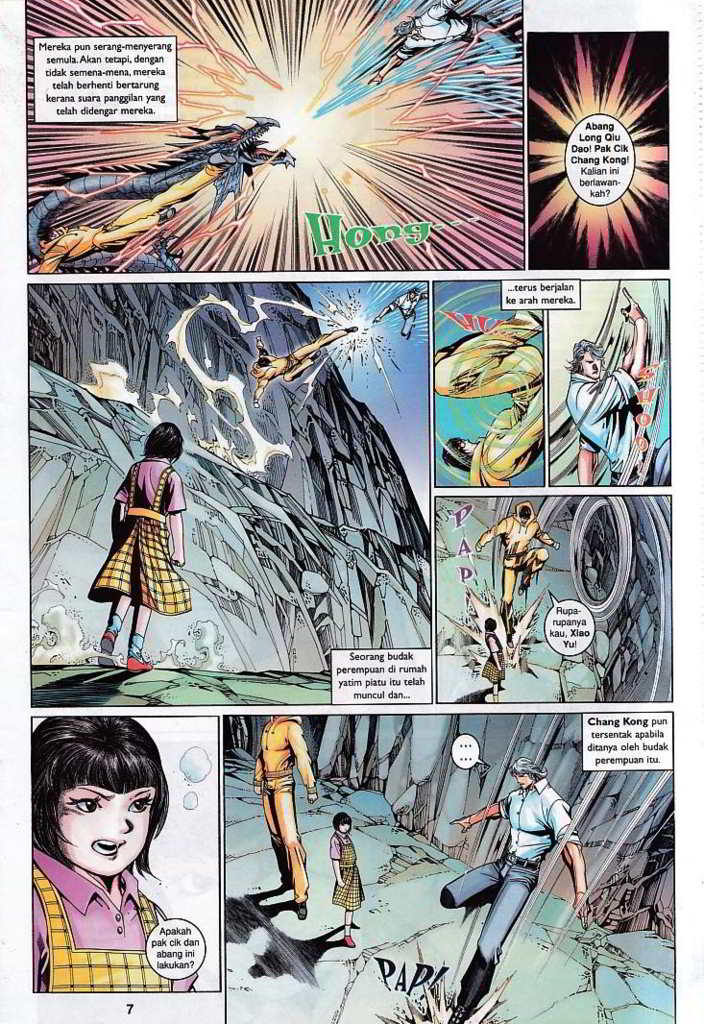 Mereka pun serang-menyerang
semula. Akan tetapi, dengan
tidak semena-mena, mereka
telah berhenti bertarung
kerana suara panggilan yang
telah didengar mereka.
Hong---
Abang
Long Qiu
Dao! Pak Cik
Chang Kong!
Kalian ini
berlawan-
kah?
Seorang budak
perempuan di rumah
yatim piatu itu telah
muncul dan...
...terus berjalan
ke arah mereka.
HU
HUOO
PAP
Rupa-
rupanya
kau, Xiao
Yu!
Apakah
pak cik dan
abang ini
lakukan?
...
Chang Kong pun
tersentak apabila
ditanya oleh budak
perempuan itu.
PAP!
7